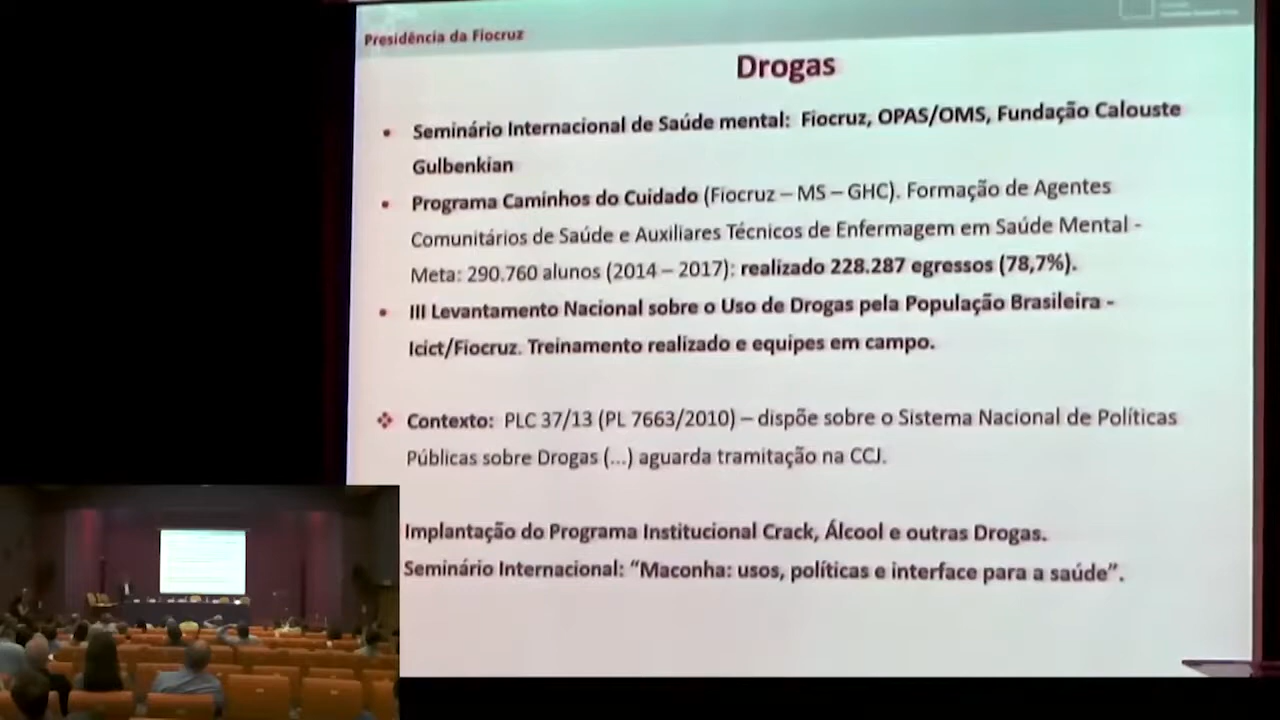 Presidência da Fiocruz
Drogas
• Seminário Internacional de Saúde mental: Fiocruz, OPAS/OMS, Fundação Calouste
Gulbenkian
• Programa Caminhos do Cuidado (Fiocruz – MS – GHC). Formação de Agentes
Comunitários de Saúde e Auxiliares Técnicos de Enfermagem em Saúde Mental -
Meta: 290.760 alunos (2014 – 2017): realizado 228.287 egressos (78,7%).
• III Levantamento Nacional sobre o Uso de Drogas pela População Brasileira -
Icict/Fiocruz. Treinamento realizado e equipes em campo.
❖ Contexto: PLC 37/13 (PL 7663/2010) – dispõe sobre o Sistema Nacional de Políticas
Públicas sobre Drogas (...) aguarda tramitação na CCJ.
Implantação do Programa Institucional Crack, Álcool e outras Drogas.
Seminário Internacional: “Maconha: usos, políticas e interface para a saúde”.